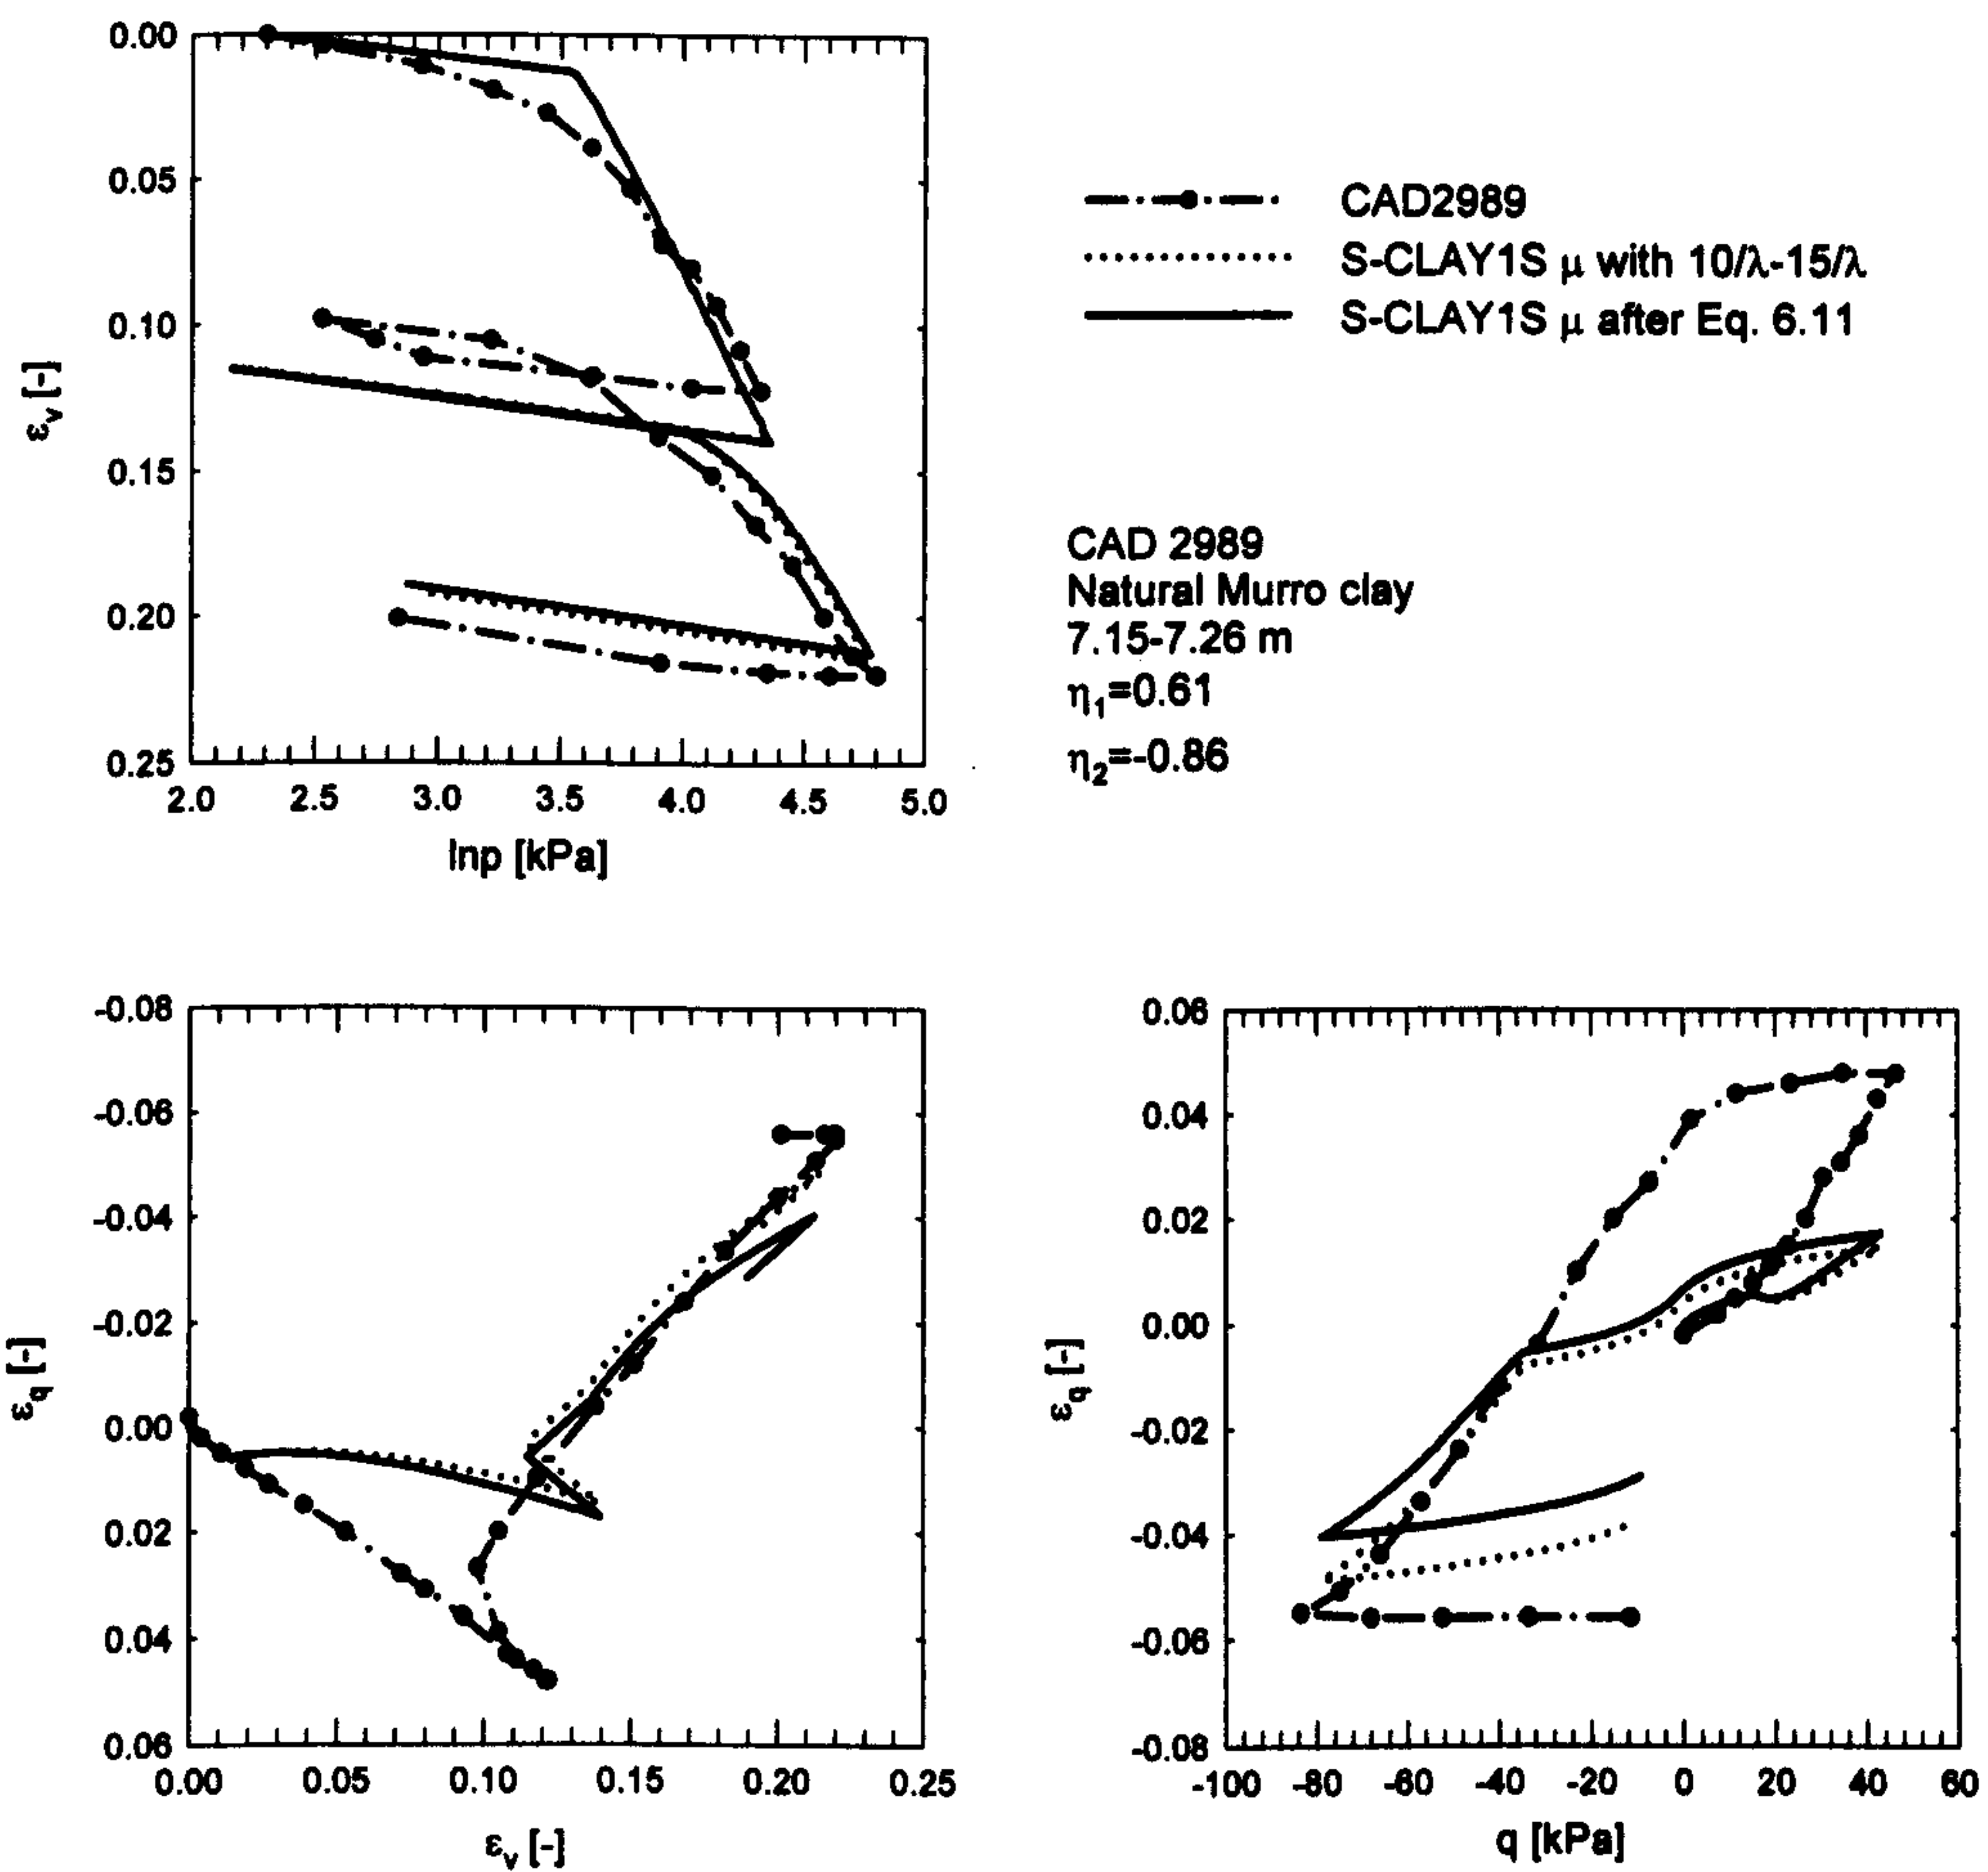 0.00
0.05
0.10
0.15
0.20
0.25
εv [-]
2.0 2.5 3.0 3.5 4.0 4.5 5.0
lnp [kPa]
CAD2989
S-CLAY1S μ with 10/λ-15/λ
S-CLAY1S μ after Eq. 6.11
CAD 2989
Natural Murro clay
7.15-7.26 m
η1=0.61
η2=-0.86
-0.08
-0.06
-0.04
-0.02
0.00
0.02
0.04
0.06
εq [-]
0.00 0.05 0.10 0.15 0.20 0.25
εv [-]
0.06
0.04
0.02
0.00
-0.02
-0.04
-0.06
-0.08
εq [-]
-100 -80 -60 -40 -20 0 20 40 60
q [kPa]